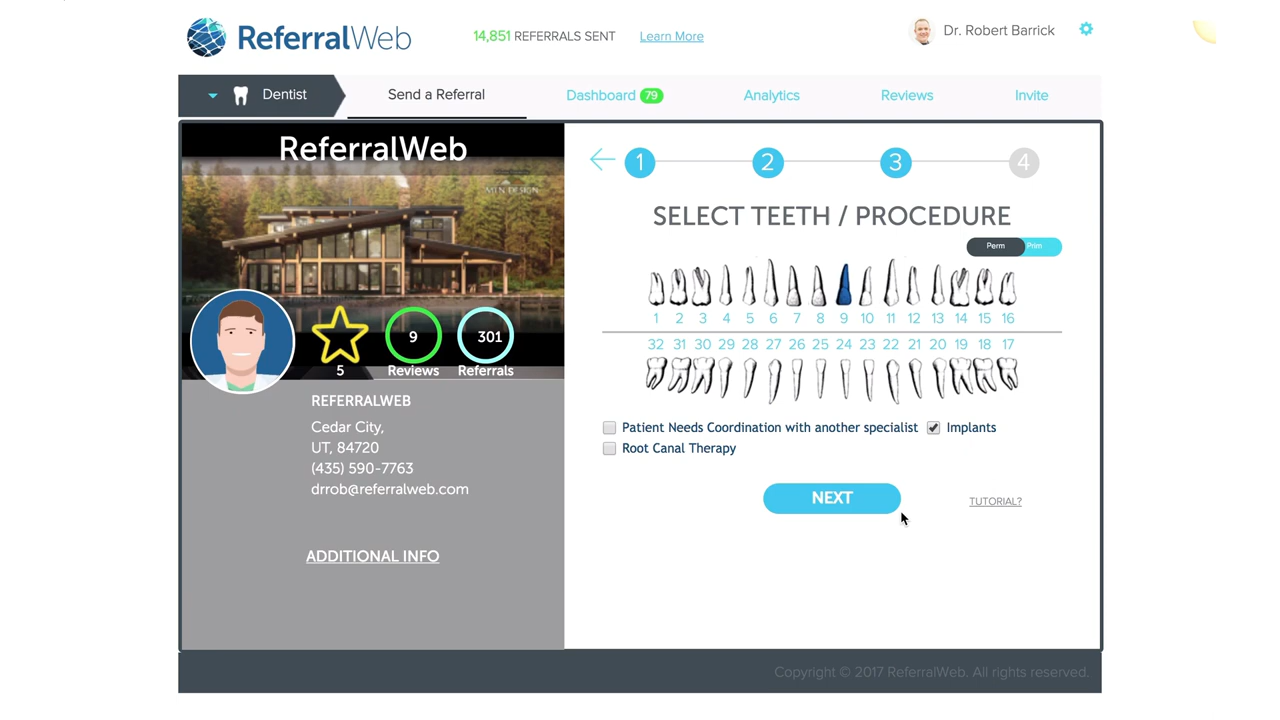 ReferralWeb
14,851 REFERRALS SENT
Learn More
Dr. Robert Barrick
Dentist
Send a Referral
Dashboard 79
Analytics
Reviews
Invite
ReferralWeb
5
9
Reviews
301
Referrals
REFERRALWEB
Cedar City,
UT, 84720
(435) 590-7763
drrob@referralweb.com
ADDITIONAL INFO
1 2 3 4
SELECT TEETH / PROCEDURE
Perm Prim
1 2 3 4 5 6 7 8 9 10 11 12 13 14 15 16
32 31 30 29 28 27 26 25 24 23 22 21 20 19 18 17
Patient Needs Coordination with another specialist
Implants
Root Canal Therapy
NEXT
TUTORIAL?
Copyright © 2017 ReferralWeb. All rights reserved.